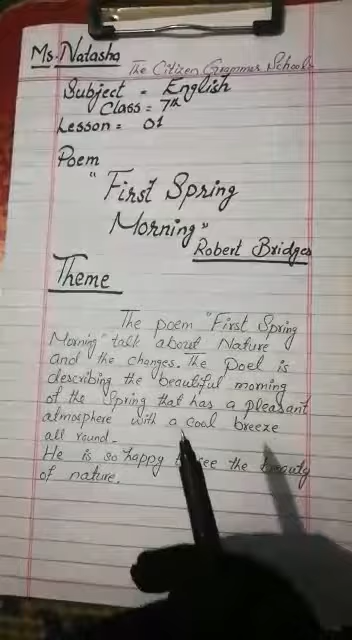 Ms. Natasha The Citizen Grammar Schools
Subject = English
Class = 7th
Lesson = 01
Poem
"First Spring
Morning"
Robert Bridges
Theme
The poem "First Spring
Morning" talk about Nature
and the changes. The poet is
describing the beautiful morning
of the Spring that has a pleasant
atmosphere with a cool breeze
all round.
He is so happy see the beauty
of nature.